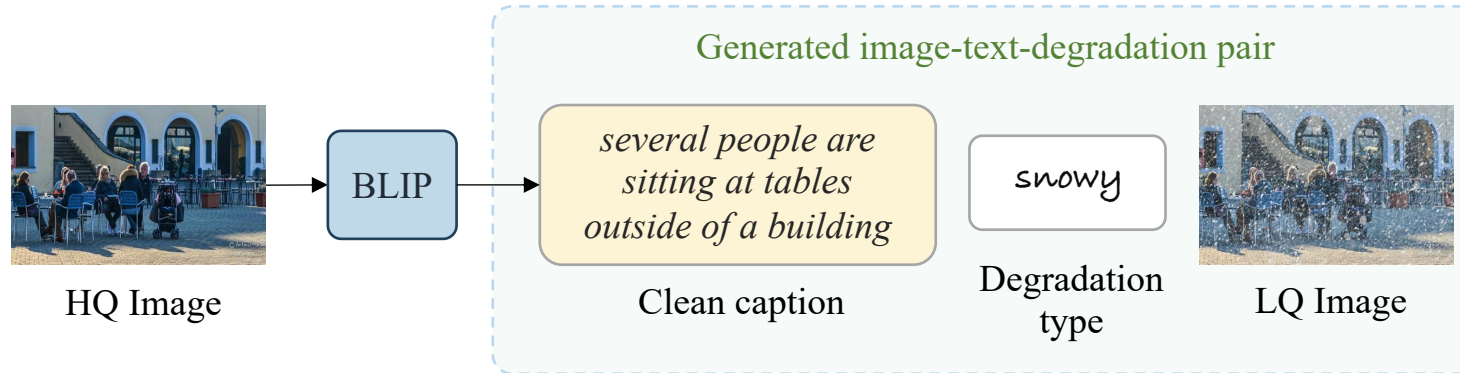 Generated image-text-degradation pair
several people are
sitting at tables
outside of a building
BLIP
snowy
HQ Image
Clean caption
Degradation
type
LQ Image